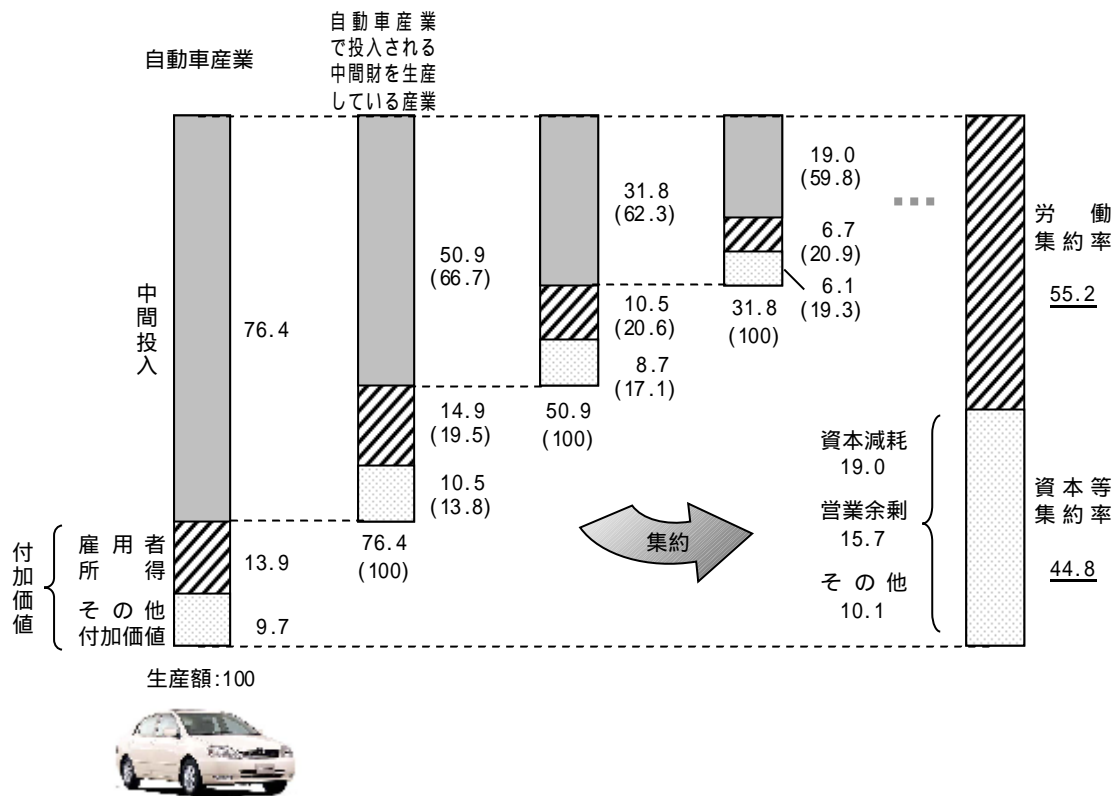 自動車産業
自動車産業
で投入される
中間財を生産
している産業
中間投入
76.4
付加価値
雇用者
所得
13.9
その他
付加価値
9.7
生産額:100
50.9
(66.7)
14.9
(19.5)
10.5
(13.8)
76.4
(100)
31.8
(62.3)
10.5
(20.6)
8.7
(17.1)
50.9
(100)
19.0
(59.8)
6.7
(20.9)
6.1
(19.3)
31.8
(100)
集約
資本減耗
19.0
営業余剰
15.7
その他
10.1
労働
集約率
55.2
資本等
集約率
44.8